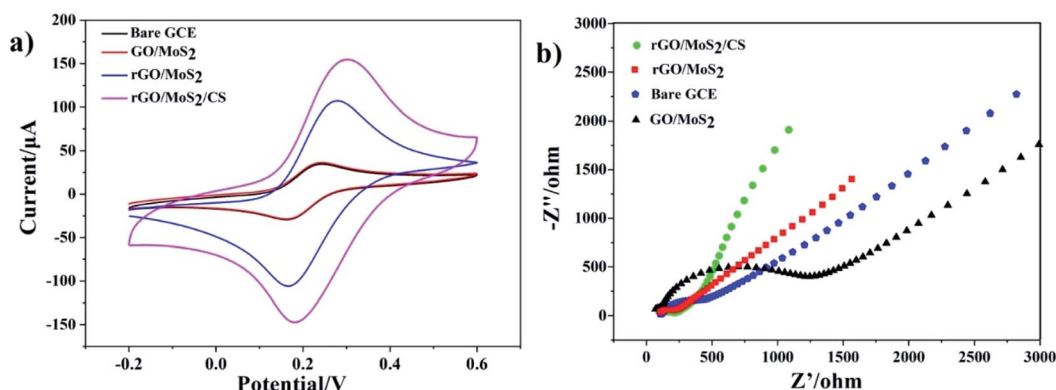 a)
Bare GCE
GO/MoS2
rGO/MoS2
rGO/MoS2/CS
Current/μA
200
150
100
50
0
-50
-100
-150
-0.2 0.0 0.2 0.4 0.6
Potential/V
b)
rGO/MoS2/CS
rGO/MoS2
Bare GCE
GO/MoS2
-Z"/ohm
3000
2500
2000
1500
1000
500
0
0 500 1000 1500 2000 2500 3000
Z'/ohm